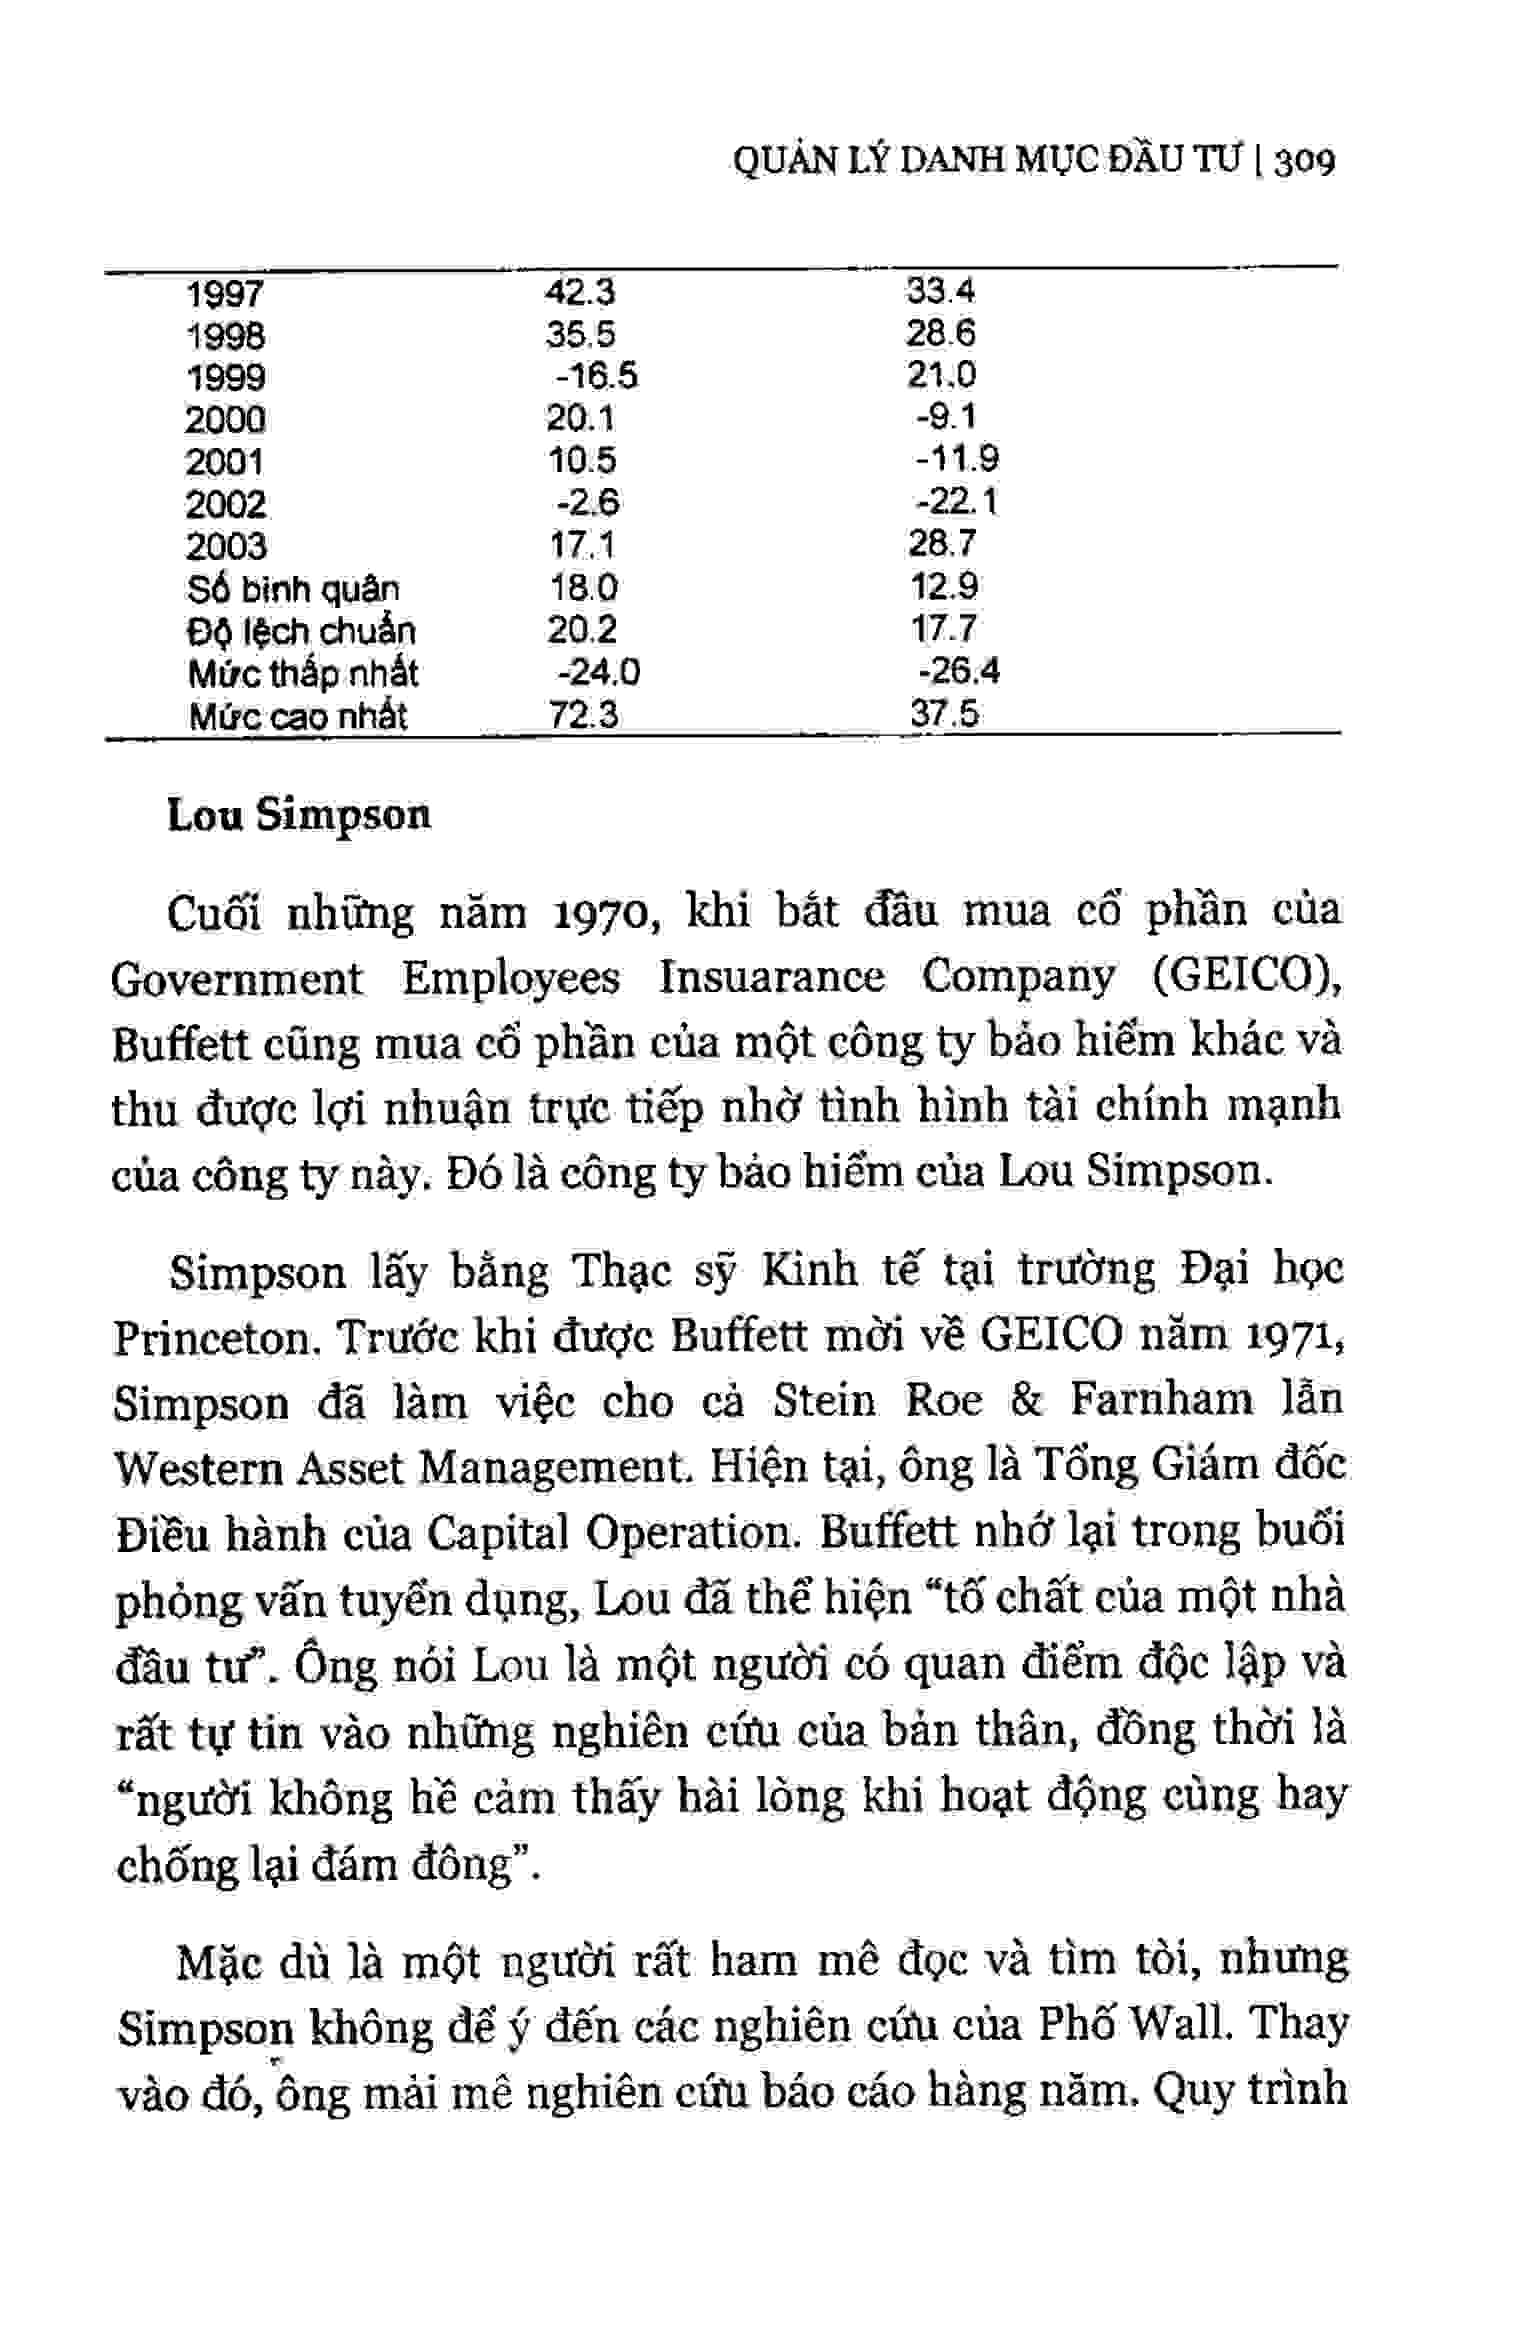 QUẢN LÝ DANH MỤC ĐẦU TƯ | 309
1997 42.3 33.4
1998 35.5 28.6
1999 -16.5 21.0
2000 20.1 -9.1
2001 10.5 -11.9
2002 -2.6 -22.1
2003 17.1 28.7
Số bình quân 18.0 12.9
Độ lệch chuẩn 20.2 17.7
Mức thấp nhất -24.0 -26.4
Mức cao nhất 72.3 37.5
Lou Simpson
Cuối những năm 1970, khi bắt đầu mua cổ phần của
Government Employees Insuarance Company (GEICO),
Buffett cũng mua cổ phần của một công ty bảo hiểm khác và
thu được lợi nhuận trực tiếp nhờ tình hình tài chính mạnh
của công ty này. Đó là công ty bảo hiểm của Lou Simpson.
Simpson lấy bằng Thạc sỹ Kinh tế tại trường Đại học
Princeton. Trước khi được Buffett mời về GEICO năm 1971,
Simpson đã làm việc cho cả Stein Roe & Farnham lẫn
Western Asset Management. Hiện tại, ông là Tổng Giám đốc
Điều hành của Capital Operation. Buffett nhớ lại trong buổi
phỏng vấn tuyển dụng, Lou đã thể hiện “tố chất của một nhà
đầu tư”. Ông nói Lou là một người có quan điểm độc lập và
rất tự tin vào những nghiên cứu của bản thân, đồng thời là
“người không hề cảm thấy hài lòng khi hoạt động cùng hay
chống lại đám đông”.
Mặc dù là một người rất ham mê đọc và tìm tòi, nhưng
Simpson không để ý đến các nghiên cứu của Phố Wall. Thay
vào đó, ông mải mê nghiên cứu báo cáo hàng năm. Quy trình